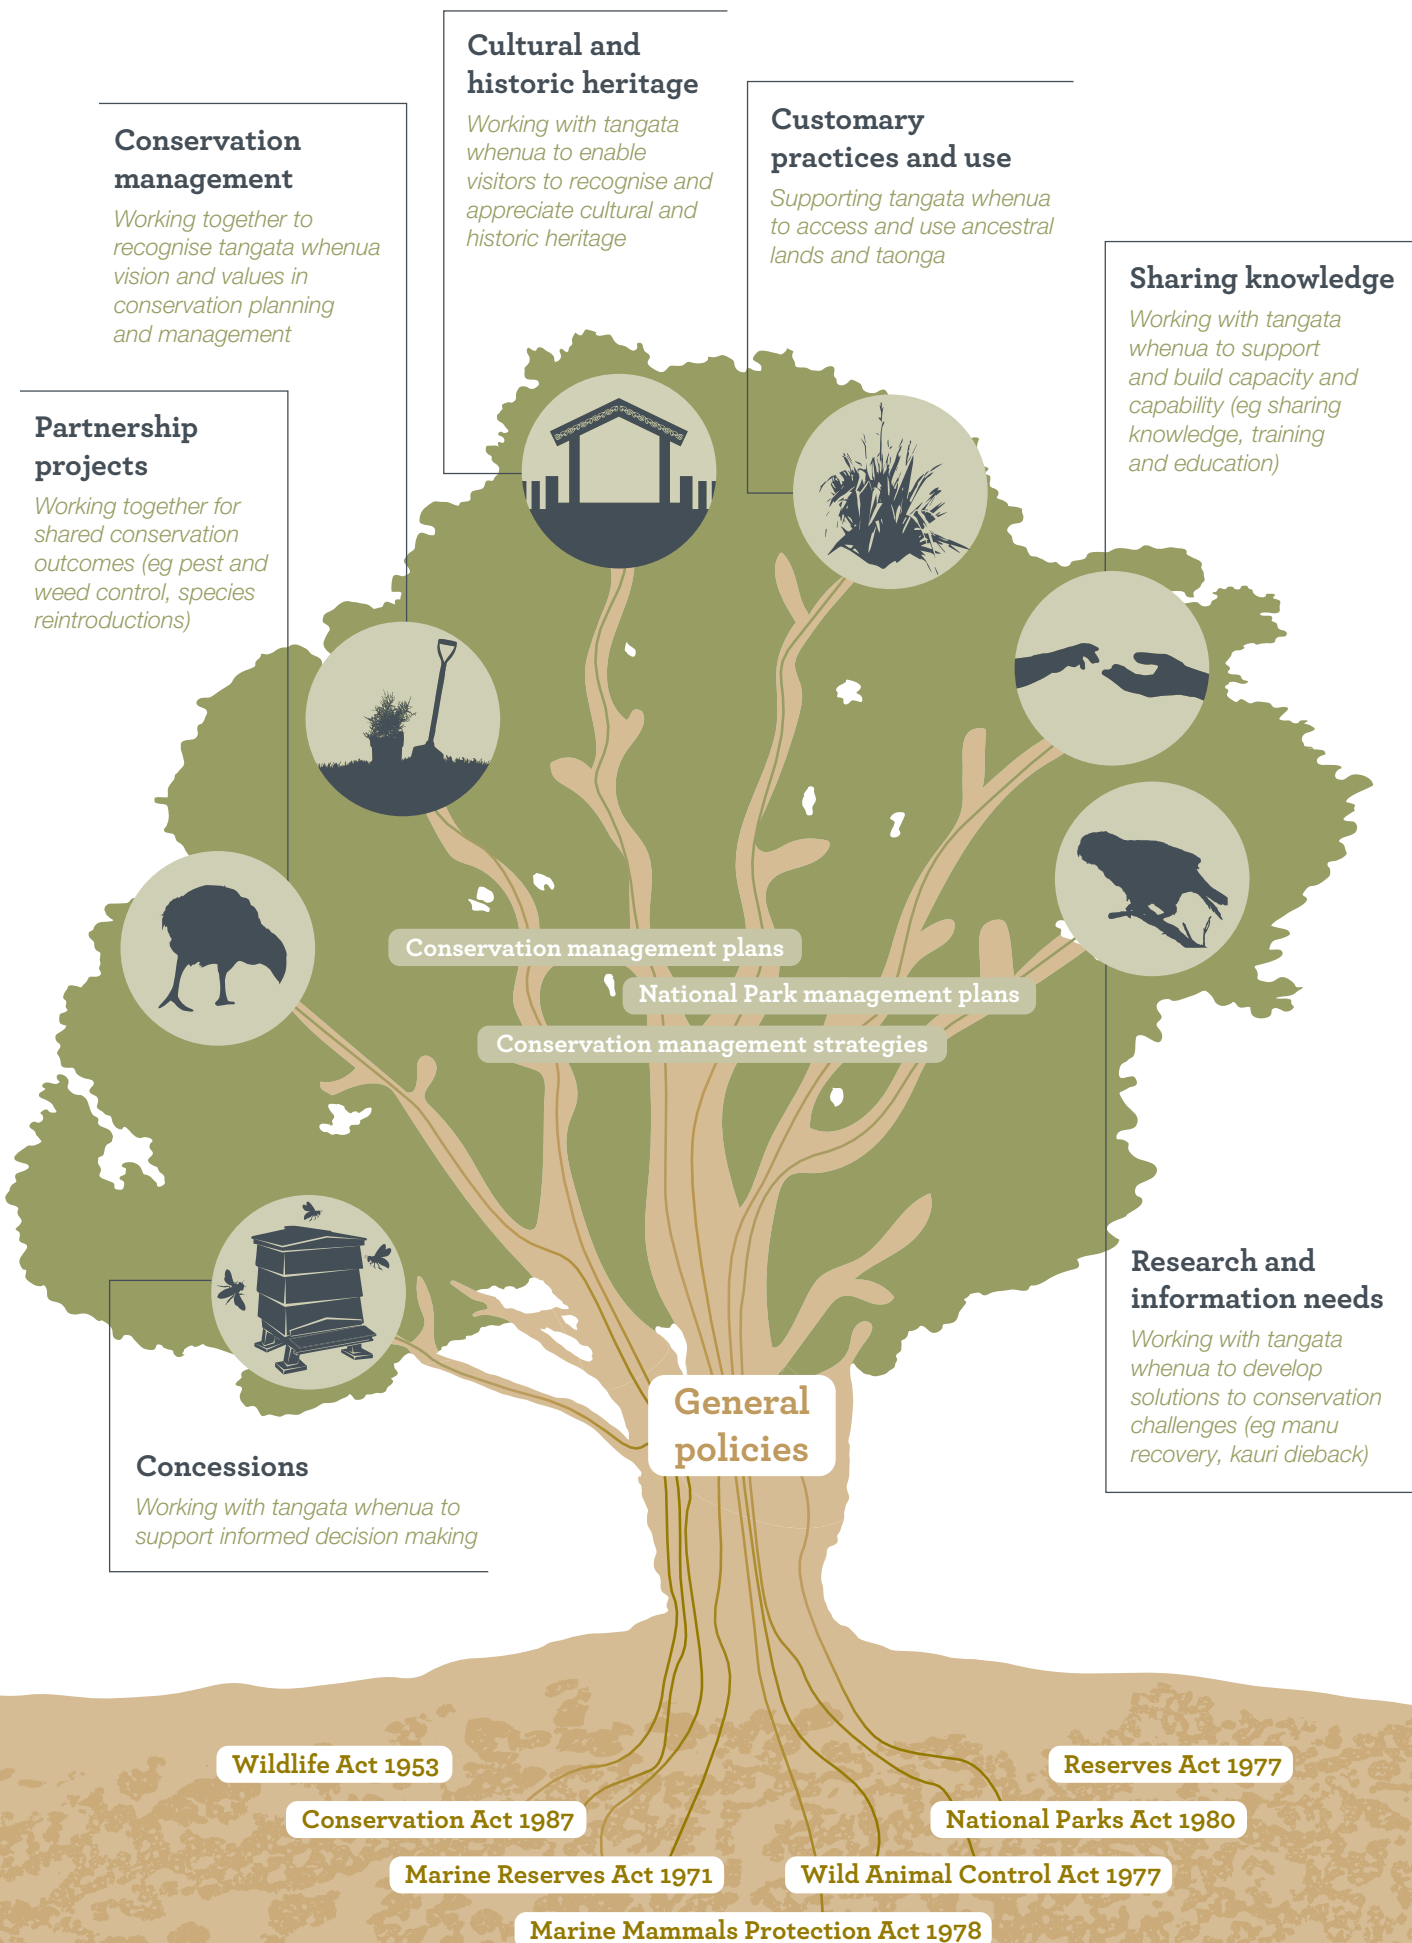 Cultural and
historic heritage
Working with tangata
whenua to enable
visitors to recognise and
appreciate cultural and
historic heritage
Customary
practices and use
Supporting tangata whenua
to access and use ancestral
lands and taonga
Conservation
management
Working together to
recognise tangata whenua
vision and values in
conservation planning
and management
Sharing knowledge
Working with tangata
whenua to support
and build capacity and
capability (eg sharing
knowledge, training
and education)
Partnership
projects
Working together for
shared conservation
outcomes (eg pest and
weed control, species
reintroductions)
Conservation management plans
National Park management plans
Conservation management strategies
Research and
information needs
Working with tangata
whenua to develop
solutions to conservation
challenges (eg manu
recovery, kauri dieback)
General
policies
Concessions
Working with tangata whenua to
support informed decision making
Wildlife Act 1953
Reserves Act 1977
Conservation Act 1987
National Parks Act 1980
Marine Reserves Act 1971
Wild Animal Control Act 1977
Marine Mammals Protection Act 1978